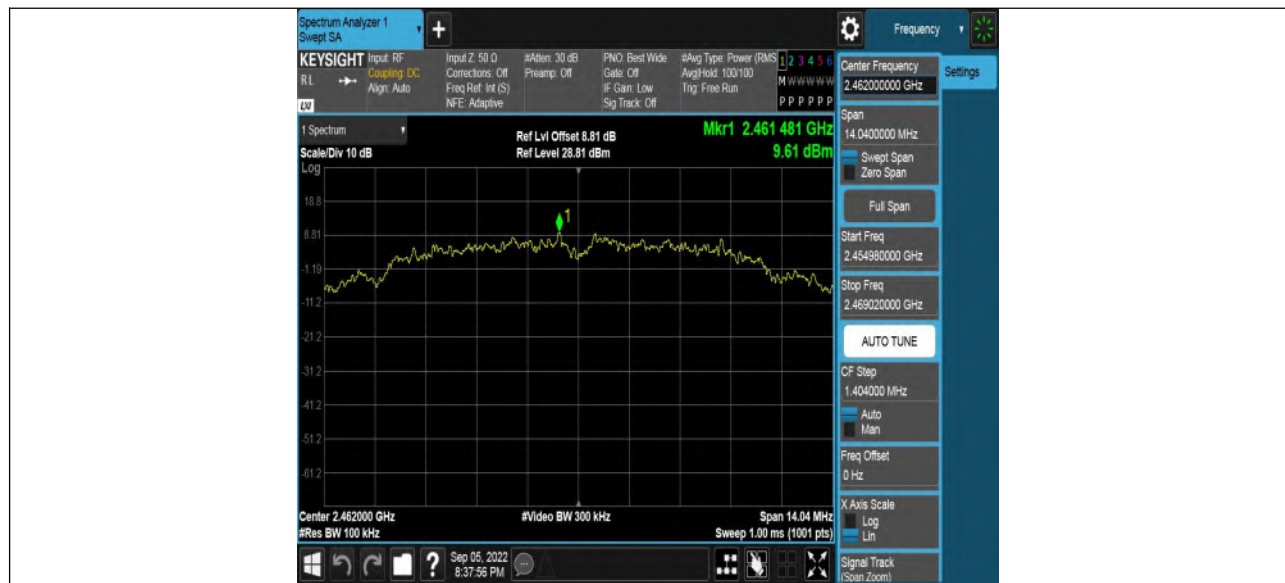 Spectrum Analyzer 1
Swept SA
+
Frequency
KEYSIGHT
RL
LXI
Input: RF
Coupling: DC
Align: Auto
Input Z: 50 Ω
Corrections: Off
Freq Ref: Int (S)
NFE: Adaptive
#Atten: 30 dB
Preamp: Off
PNO: Best Wide
Gate: Off
IF Gain: Low
Sig Track: Off
#Avg Type: Power (RMS
Avg|Hold: 100/100
Trig: Free Run
1 2 3 4 5 6
M W W W W W
P P P P P P
1 Spectrum
Scale/Div 10 dB
Ref Lvl Offset 8.81 dB
Ref Level 28.81 dBm
Mkr1 2.461 481 GHz
9.61 dBm
Log
18.8
8.81
-1.19
-11.2
-21.2
-31.2
-41.2
-51.2
-61.2
1
Center 2.462000 GHz
#Res BW 100 kHz
#Video BW 300 kHz
Span 14.04 MHz
Sweep 1.00 ms (1001 pts)
Sep 05, 2022
8:37:56 PM
?
Center Frequency
2.462000000 GHz
Settings
Span
14.0400000 MHz
Swept Span
Zero Span
Full Span
Start Freq
2.454980000 GHz
Stop Freq
2.469020000 GHz
AUTO TUNE
CF Step
1.404000 MHz
Auto
Man
Freq Offset
0 Hz
X Axis Scale
Log
Lin
Signal Track
(Span Zoom)